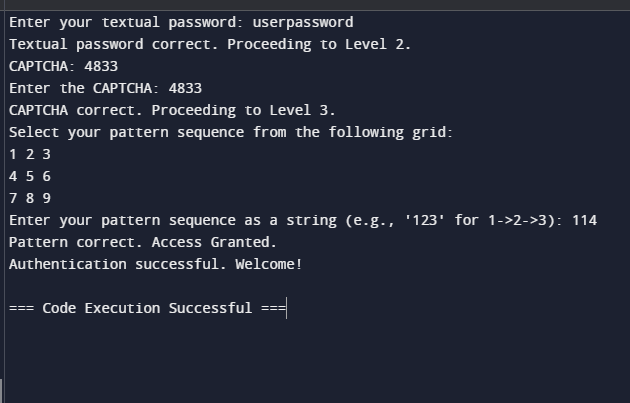 Enter your textual password: userpassword
Textual password correct. Proceeding to Level 2.
CAPTCHA: 4833
Enter the CAPTCHA: 4833
CAPTCHA correct. Proceeding to Level 3.
Select your pattern sequence from the following grid:
1 2 3
4 5 6
7 8 9
Enter your pattern sequence as a string (e.g., '123' for 1->2->3): 114
Pattern correct. Access Granted.
Authentication successful. Welcome!
=== Code Execution Successful ===